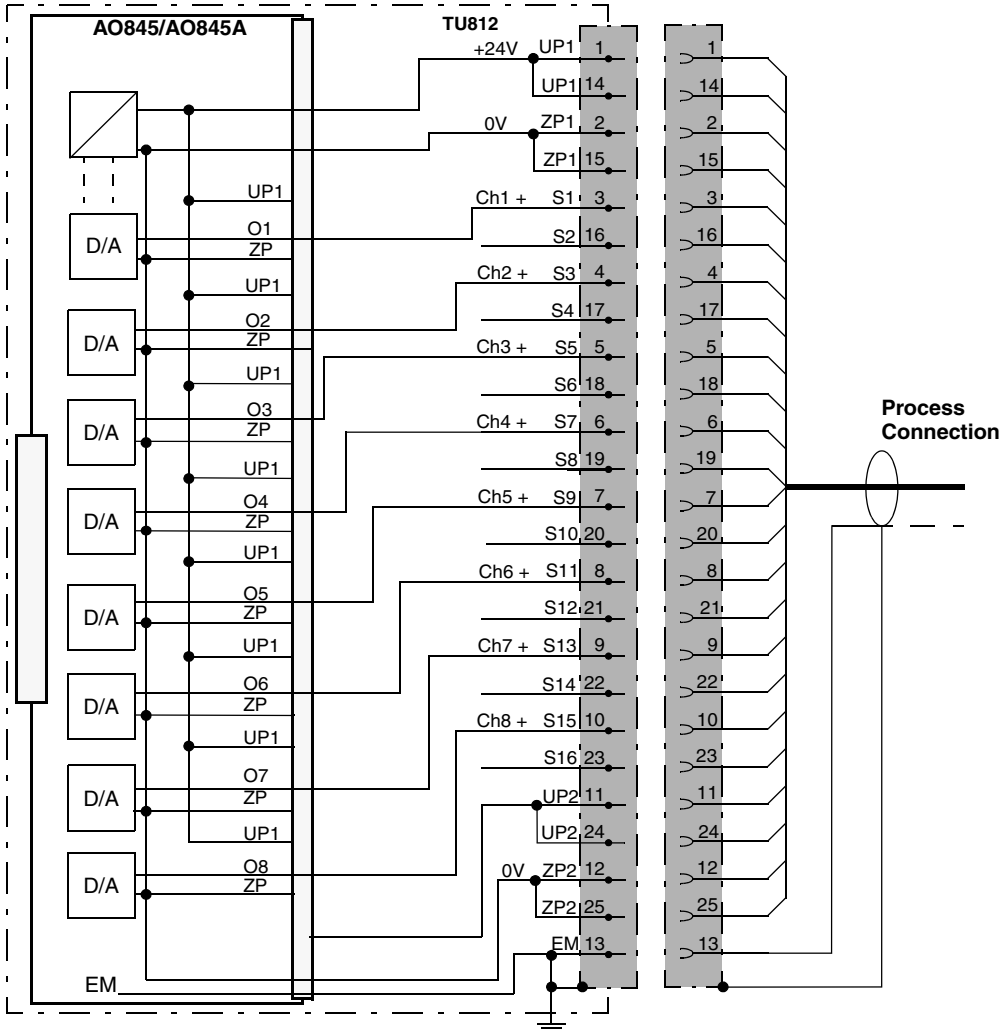 AO845/AO845A
TU812
+24V UP1 1 1
UP1 14 14
0V ZP1 2 2
ZP1 15 15
UP1 Ch1 + S1 3 3
O1
D/A S2 16 16
ZP
UP1 Ch2 + S3 4 4
O2 S4 17 17
D/A ZP Ch3 + S5 5 5
UP1
S6 18 18
O3 Process
D/A ZP Ch4 + S7 6 6 Connection
UP1 S8 19 19
O4 Ch5 + S9 7 7
D/A ZP
S10 20 20
UP1
Ch6 + S11 8 8
O5
D/A ZP S12 21 21
UP1 Ch7 + S13 9 9
O6 S14 22 22
D/A ZP
Ch8 + S15 10 10
UP1
S16 23 23
O7
D/A ZP UP2 11 11
UP1 UP2 24 24
O8 0V ZP2 12 12
D/A ZP
ZP2 25 25
EM 13 13
EM